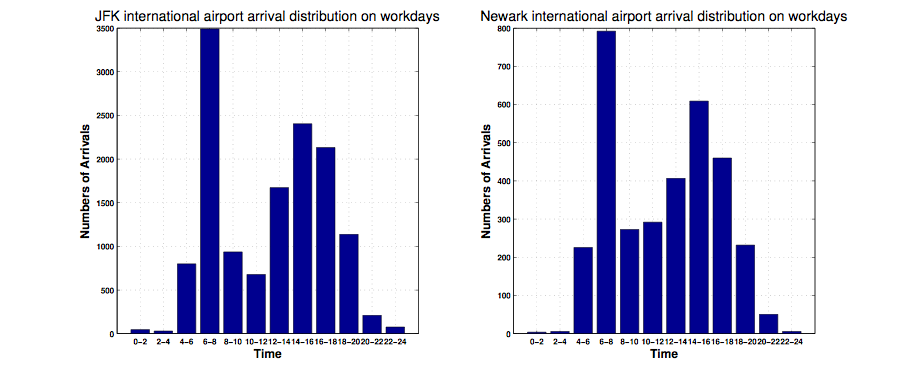 JFK international airport arrival distribution on workdays
3500
3000
2500
2000
1500
1000
500
0
Numbers of Arrivals
0−2 2−4 4−6 6−8 8−10 10−12 12−14 14−16 16−18 18−20 20−22 22−24
Time
Newark international airport arrival distribution on workdays
800
700
600
500
400
300
200
100
0
Numbers of Arrivals
0−2 2−4 4−6 6−8 8−10 10−12 12−14 14−16 16−18 18−20 20−22 22−24
Time